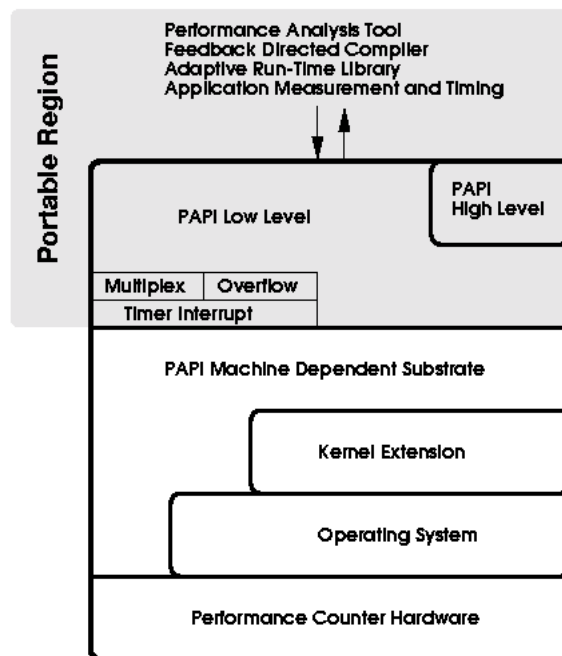 Performance Analysis Tool
Feedback Directed Compiler
Adaptive Run-Time Library
Application Measurement and Timing
Portable Region
PAPI Low Level
PAPI
High Level
Multiplex
Overflow
Timer Interrupt
PAPI Machine Dependent Substrate
Kernel Extension
Operating System
Performance Counter Hardware